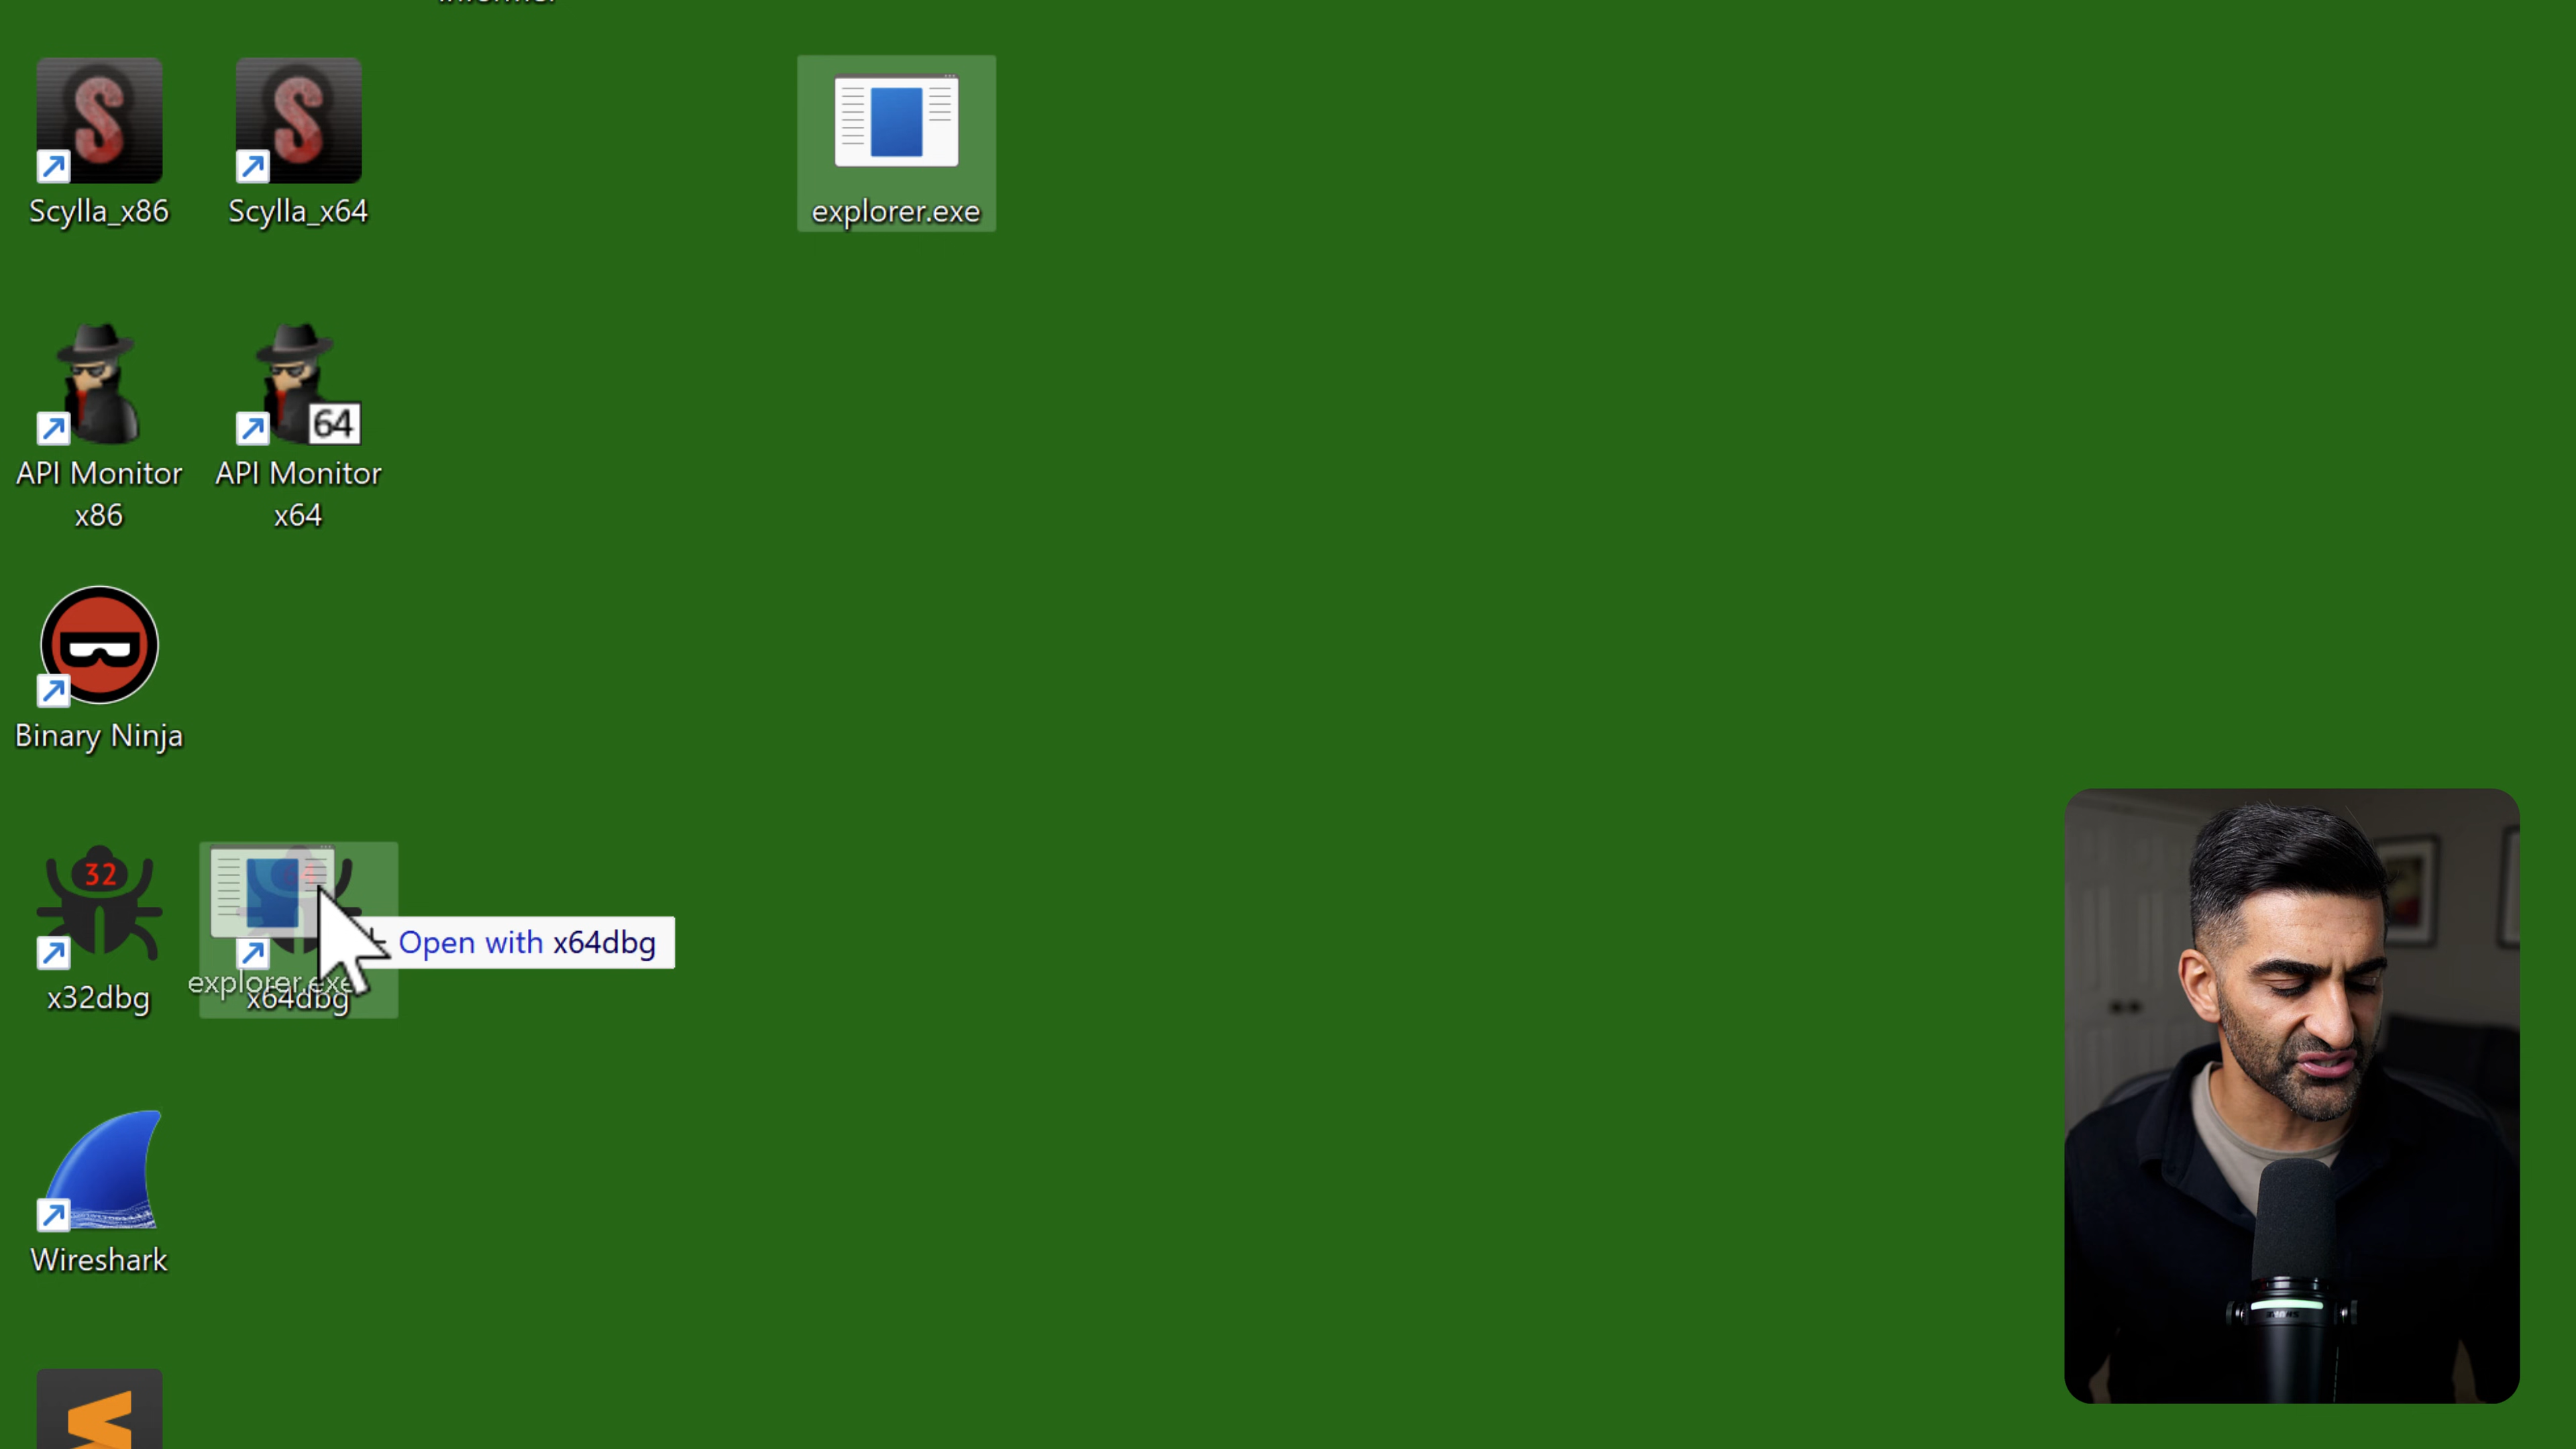 Scylla_x86
Scylla_x64
explorer.exe
API Monitor
x86
API Monitor
x64
64
Binary Ninja
32
x32dbg
explorer.exe
x64dbg
Open with x64dbg
Wireshark